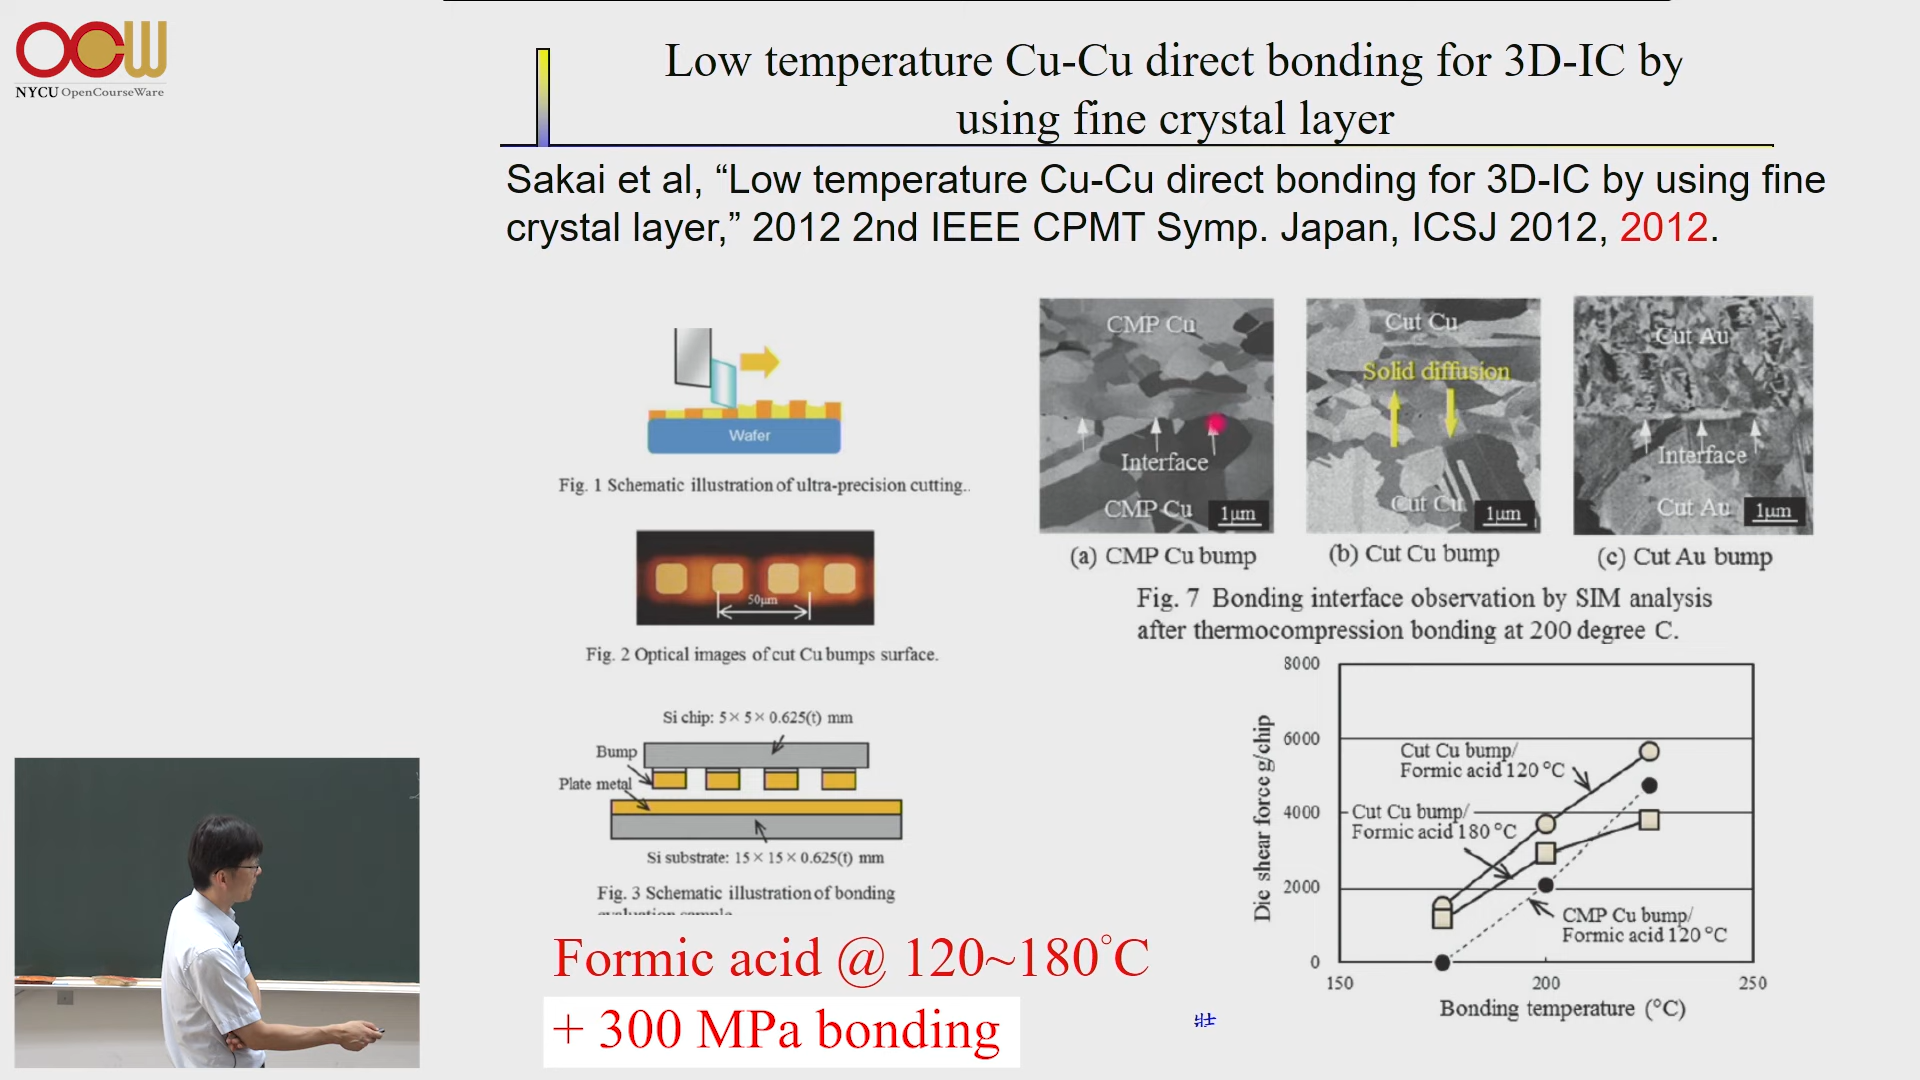 OCW
NYCU OpenCourseWare
Low temperature Cu-Cu direct bonding for 3D-IC by
using fine crystal layer
Sakai et al, “Low temperature Cu-Cu direct bonding for 3D-IC by using fine
crystal layer,” 2012 2nd IEEE CPMT Symp. Japan, ICSJ 2012, 2012.
Wafer
Fig. 1 Schematic illustration of ultra-precision cutting..
50μm
Fig. 2 Optical images of cut Cu bumps surface.
Si chip: 5×5×0.625(t) mm
Bump
Plate metal
Si substrate: 15×15×0.625(t) mm
Fig. 3 Schematic illustration of bonding
evaluation sample
Formic acid @ 120~180°C
+ 300 MPa bonding
CMP Cu
Interface
CMP Cu
1μm
(a) CMP Cu bump
Cut Cu
Solid diffusion
Cut Cu
1μm
(b) Cut Cu bump
Cut Au
Interface
Cut Au
1μm
(c) Cut Au bump
Fig. 7 Bonding interface observation by SIM analysis
after thermocompression bonding at 200 degree C.
8000
6000
4000
2000
0
Die shear force g/chip
Cut Cu bump/
Formic acid 120 °C
Cut Cu bump/
Formic acid 180 °C
CMP Cu bump/
Formic acid 120 °C
150
200
250
Bonding temperature (°C)
壯